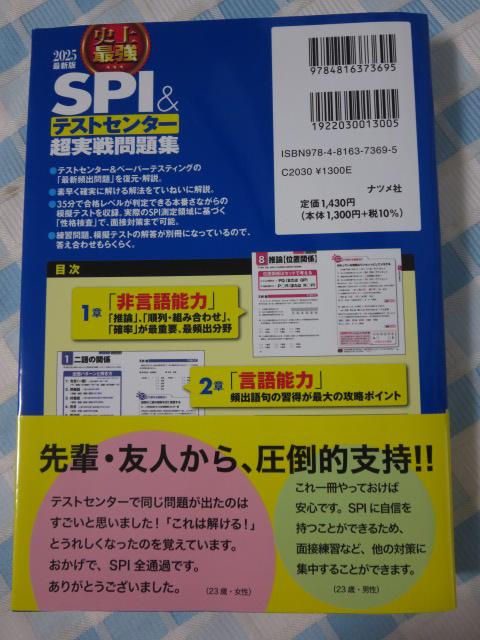 2025
最新版
史上
最強
SPI&
テストセンター
超実戦問題集
●テストセンター&ペーパーテスティングの
「最新頻出問題」を復元・解説。
●素早く確実に解ける解法をていねいに解説。
●35分で合格レベルが判定できる本番さながらの
模擬テストを収録。実際のSPI測定領域に基づく
「性格検査」で、面接対策まで可能。
●練習問題、模擬テストの解答が別冊になっているので、
答え合わせもらくらく。
9784816373695
1922030013005
ISBN978-4-8163-7369-5
C2030 ¥1300E
ナツメ社
定価 1,430円
(本体1,300円+税10%)
目次
1章 「非言語能力」
「推論」、「順列・組み合わせ」、
「確率」が最重要、最頻出分野
8 推論【位置関係】
1 二語の関係
2章 「言語能力」
頻出語句の習得が最大の攻略ポイント
先輩・友人から、圧倒的支持!!
テストセンターで同じ問題が出たのは
すごいと思いました!「これは解ける!」
とうれしくなったのを覚えています。
おかげで、SPI全通過です。
ありがとうございました。
(23歳・女性)
これ一冊やっておけば
安心です。SPIに自信を
持つことができるため、
面接練習など、他の対策に
集中することができます。
(23歳・男性)